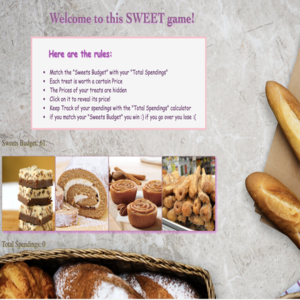 Welcome to this SWEET game!
Here are the rules:
Match the "Sweets Budget" with your "Total Spendings"
Each treat is worth a certain Price
The Prices of your treats are hidden
Click on it to reveal its price!
Keep Track of your spendings with the "Total Spendings" calculator
if you match your "Sweets Budget" you win :) if you go over you lose :(
Sweets Budget:
Total Spendings: 0